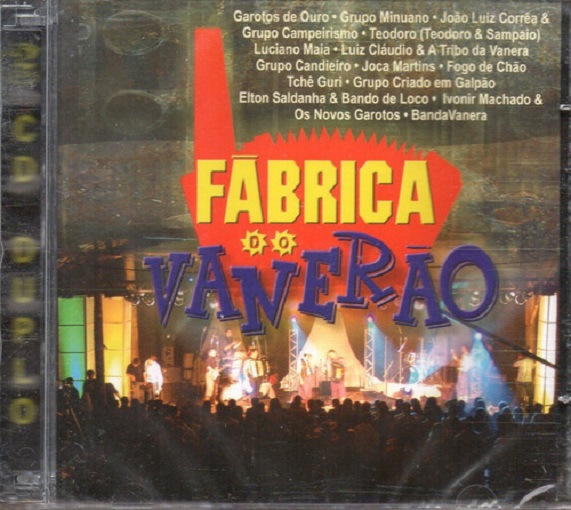 Garotos de Ouro • Grupo Minuano • João Luiz Corrêa &
Grupo Campeirismo • Teodoro (Teodoro & Sampaio)
Luciano Maia • Luiz Cláudio & A Tribo da Vanera
Grupo Candieiro • Joca Martins • Fogo de Chão
Tchê Guri • Grupo Criado em Galpão
Elton Saldanha & Bando de Loco • Ivonir Machado &
Os Novos Garotos • BandaVanera
FÁBRICA
DO
VANERÃO
2 CD DUPLO